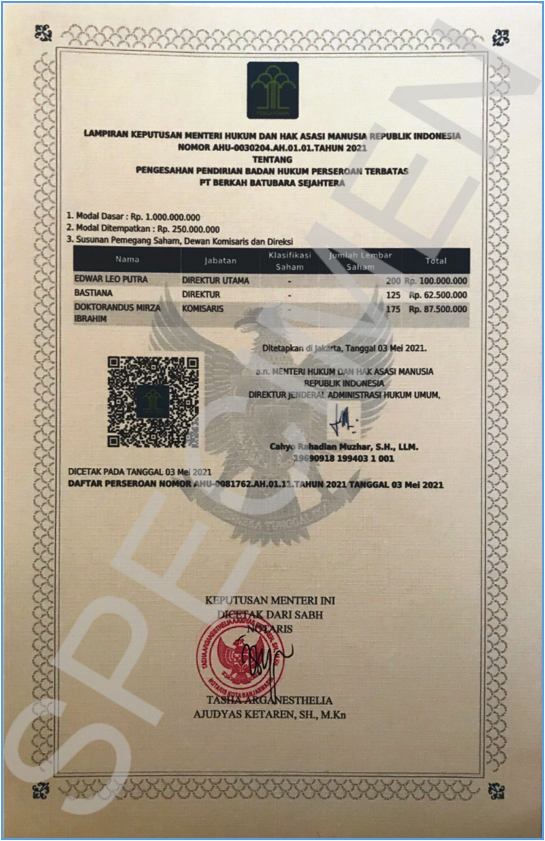 LAMPIRAN KEPUTUSAN MENTERI HUKUM DAN HAK ASASI MANUSIA REPUBLIK INDONESIA
NOMOR AHU-0030204.AH.01.01.TAHUN 2021
TENTANG
PENGESAHAN PENDIRIAN BADAN HUKUM PERSEROAN TERBATAS
PT BERKAH BATUBARA SEJAHTERA
1. Modal Dasar : Rp. 1.000.000.000
2. Modal Ditempatkan : Rp. 250.000.000
3. Susunan Pemegang Saham, Dewan Komisaris dan Direksi
Nama Jabatan Klasifikasi Saham Jumlah Lembar Saham Total
EDWAR LEO PUTRA DIREKTUR UTAMA - 200 Rp. 100.000.000
BASTIANA DIREKTUR - 125 Rp. 62.500.000
DOKTORANDUS MIRZA IBRAHIM KOMISARIS - 175 Rp. 87.500.000
Ditetapkan di Jakarta, Tanggal 03 Mei 2021.
a.n. MENTERI HUKUM DAN HAK ASASI MANUSIA
REPUBLIK INDONESIA
DIREKTUR JENDERAL ADMINISTRASI HUKUM UMUM,
Cahyo Rahadian Muzhar, S.H., LLM.
19690918 199403 1 001
DICETAK PADA TANGGAL 03 Mei 2021
DAFTAR PERSEROAN NOMOR AHU-0081762.AH.01.11.TAHUN 2021 TANGGAL 03 Mei 2021
KEPUTUSAN MENTERI INI
DICETAK DARI SABH
NOTARIS
TASHA ARGANESTHELIA
AJUDYAS KETAREN, SH., M.Kn
SPECIMEN